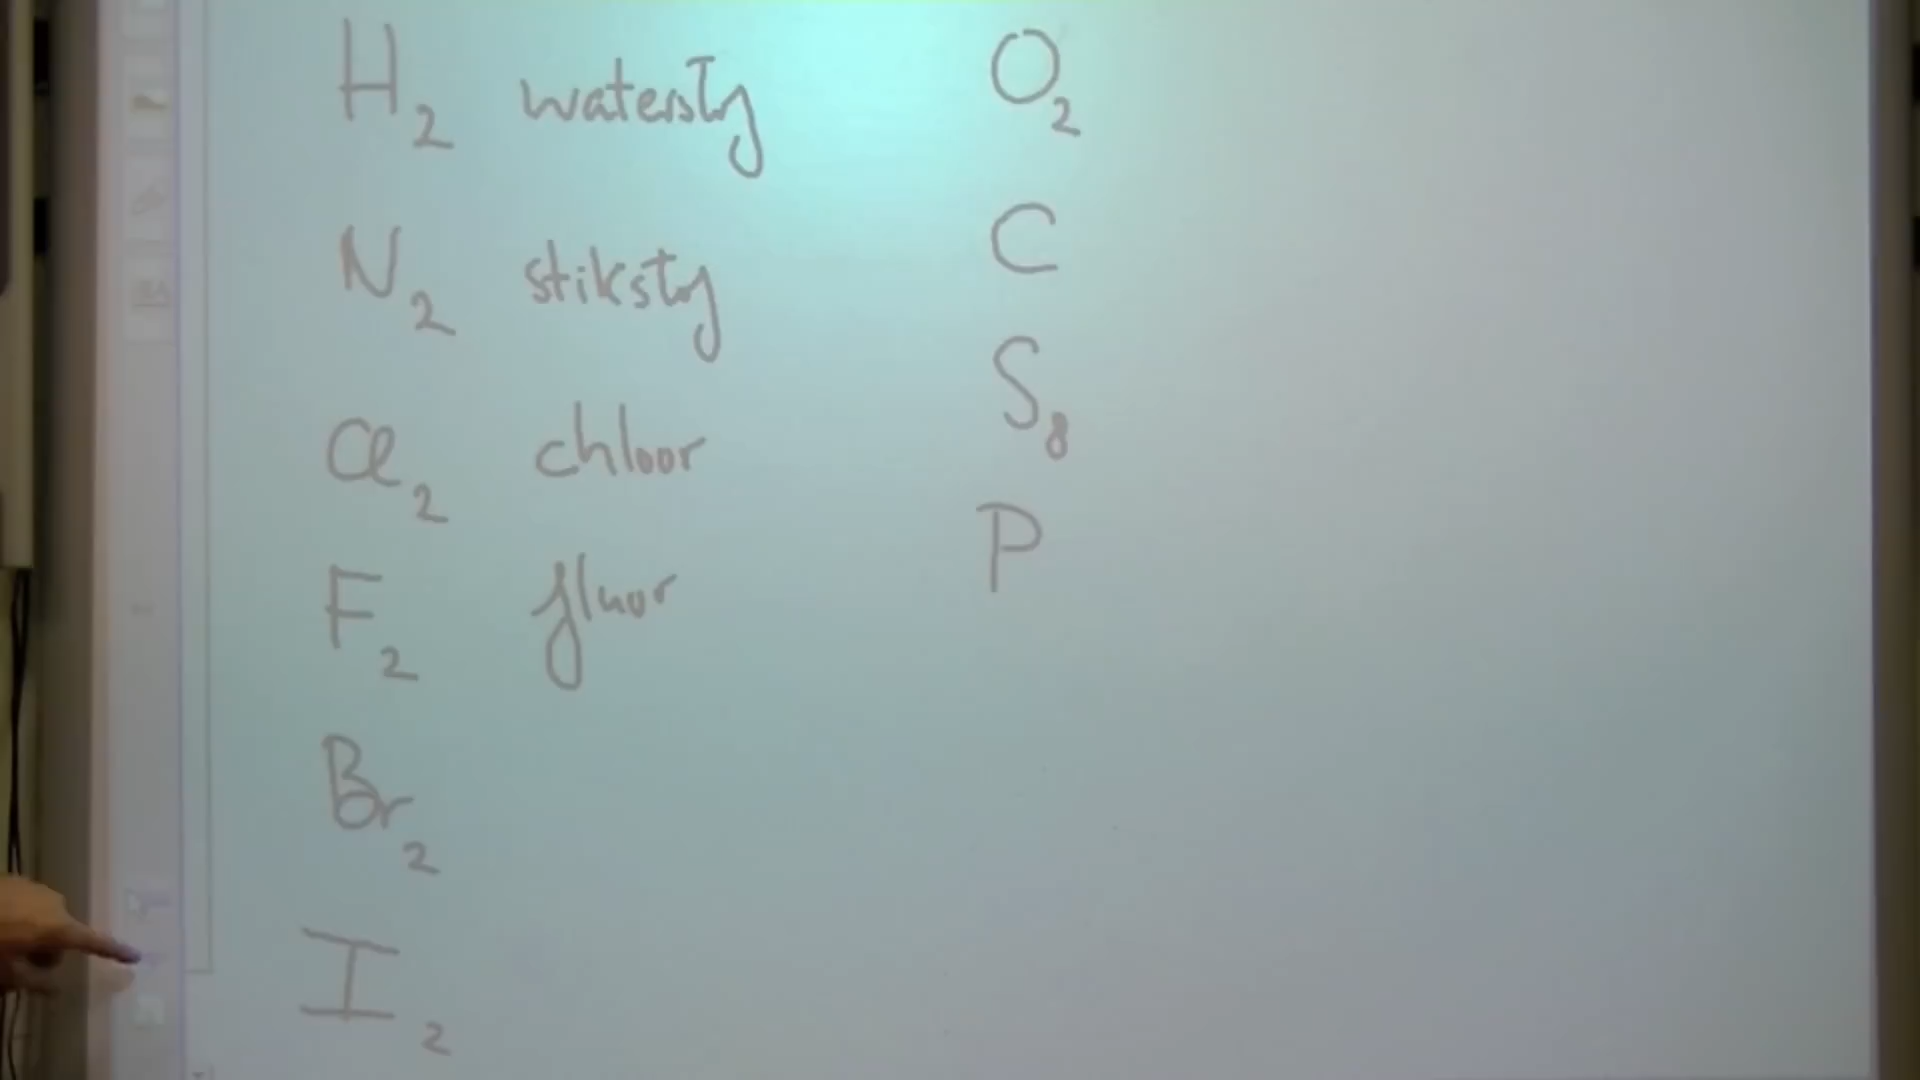 H₂ waterstof
N₂ stikstof
Cl₂ chloor
F₂ fluor
Br₂
I₂
O₂
C
S₈
P